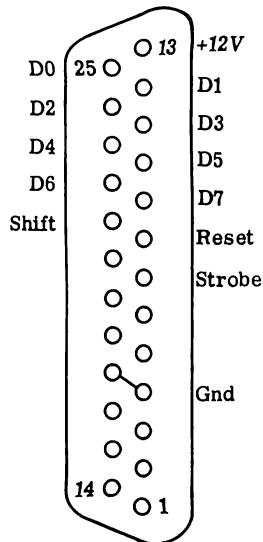 13 +12V
D0 25
D1
D2
D3
D4
D5
D6
D7
Shift
Reset
Strobe
Gnd
14
1